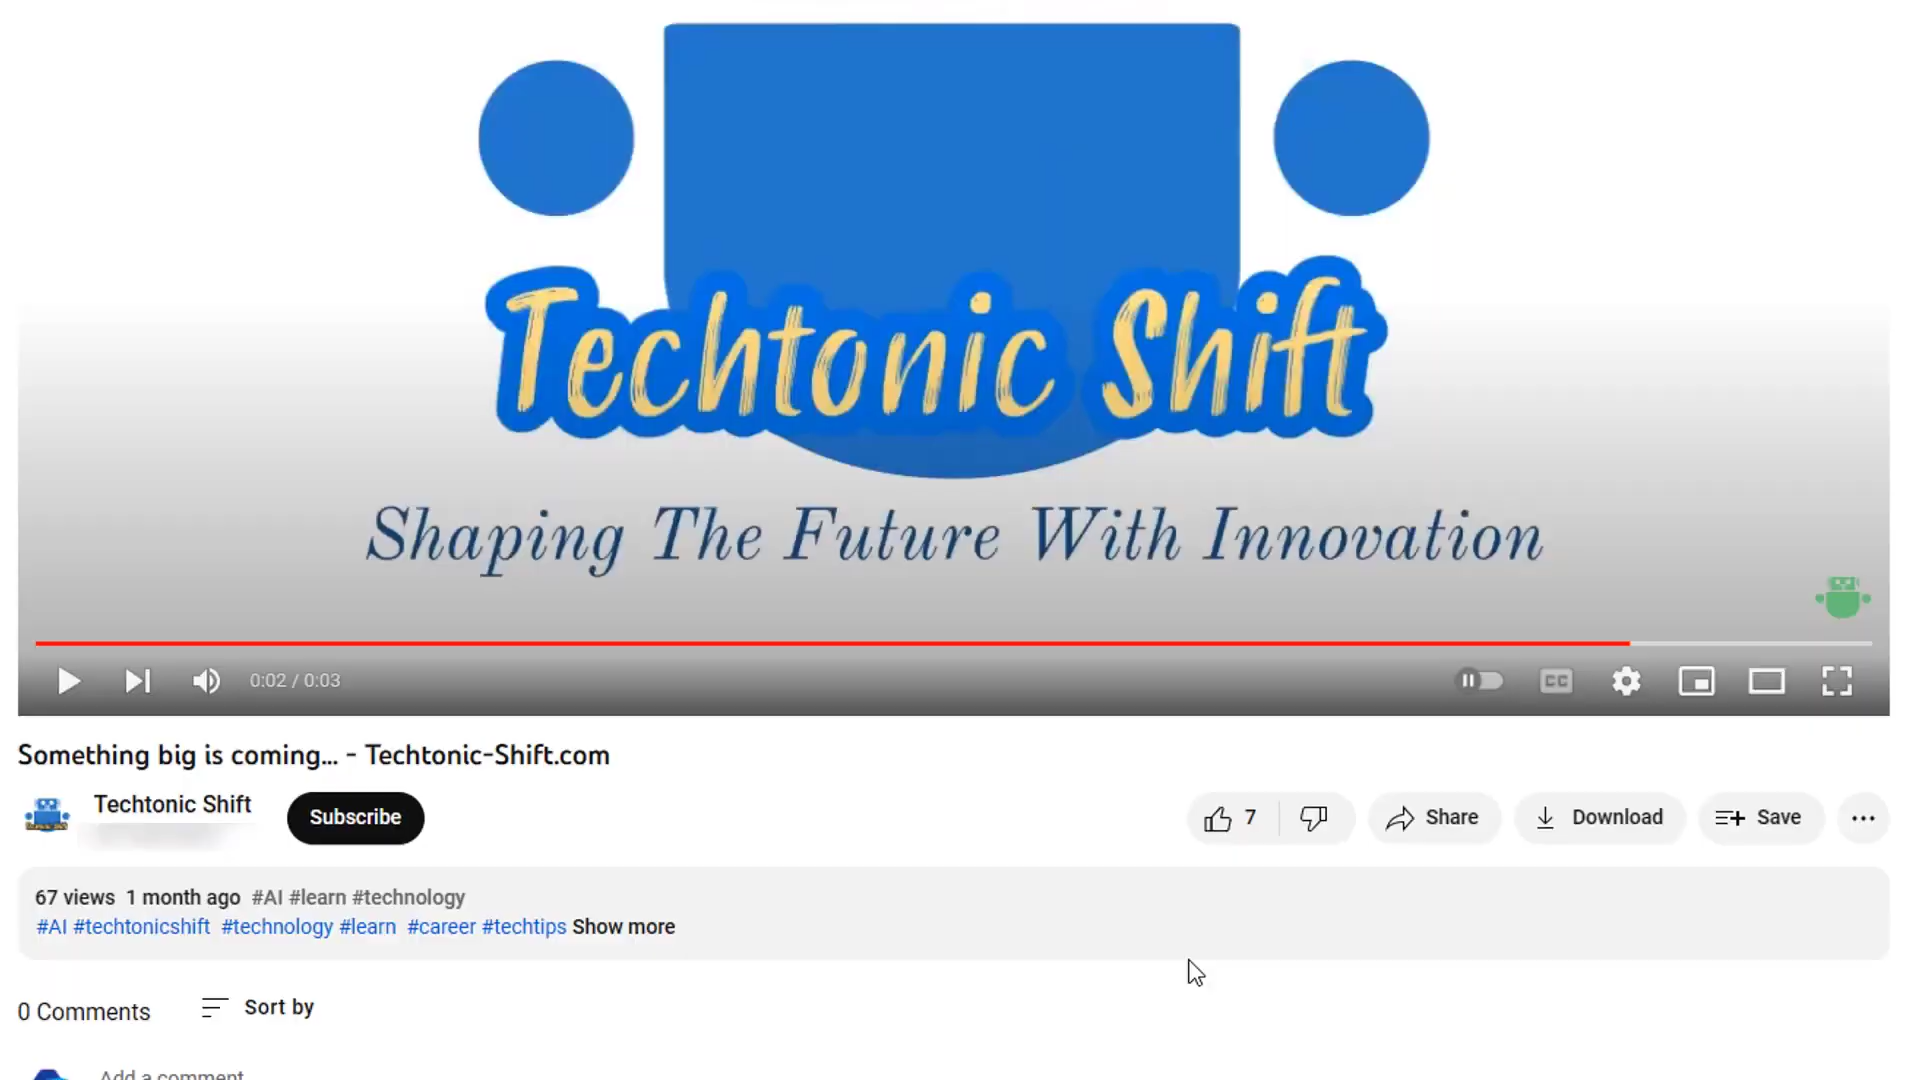 Techtonic Shift
Shaping The Future With Innovation
0:02 / 0:03
CC
Something big is coming... - Techtonic-Shift.com
Techtonic Shift
Subscribe
7
Share
Download
Save
67 views 1 month ago #AI #learn #technology
#AI #techtonicshift #technology #learn #career #techtips Show more
0 Comments
Sort by
Add a comment